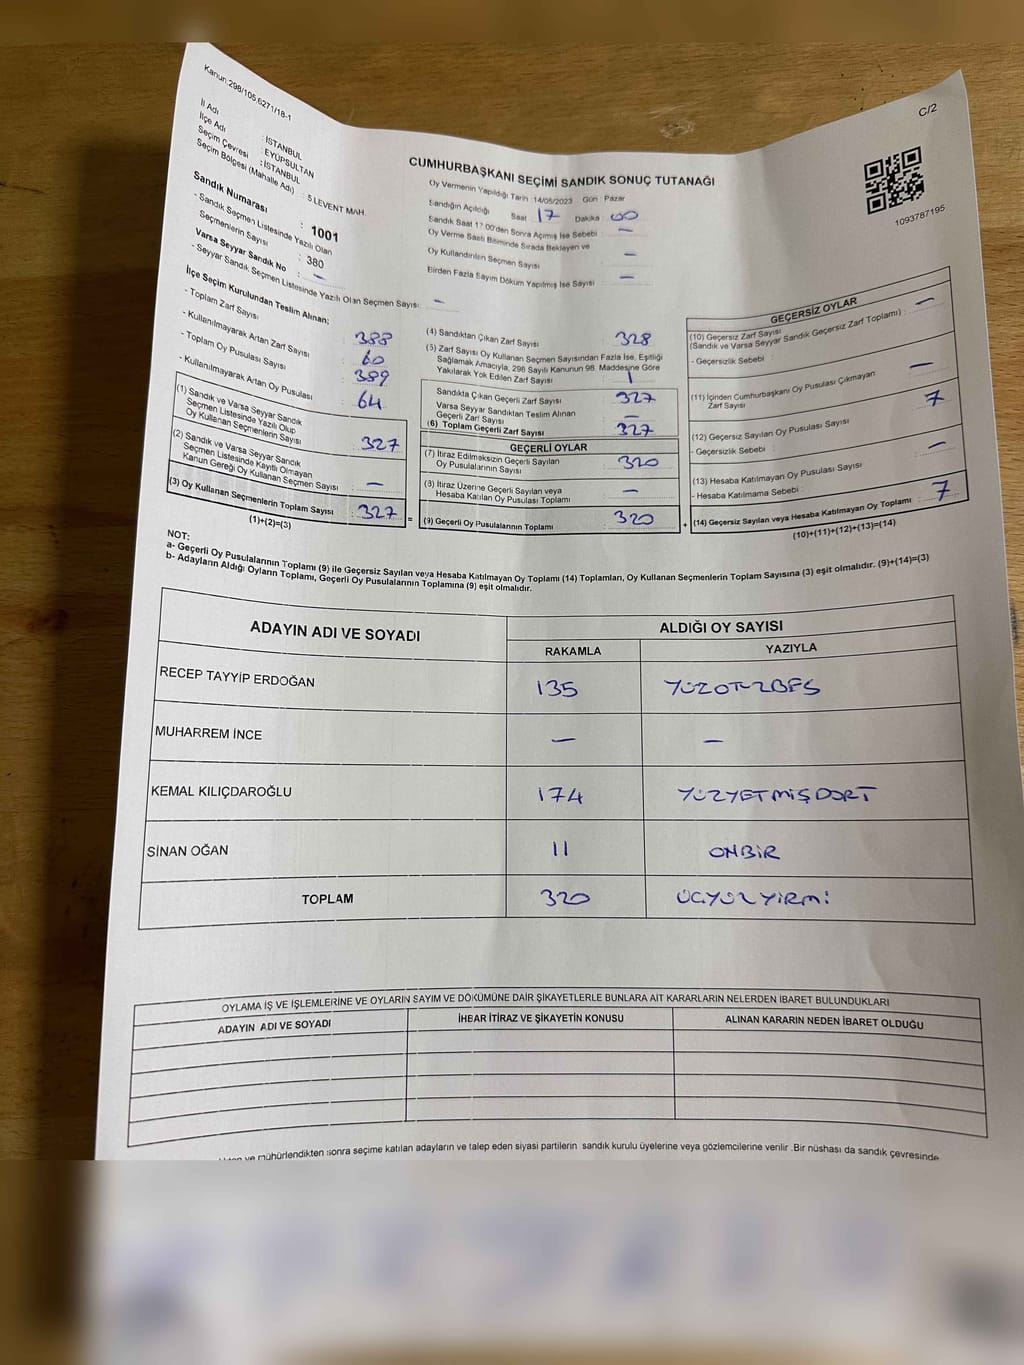 Kanun:298/105,6271/18-1
C/2
İl Adı : İSTANBUL
İlçe Adı : EYÜPSULTAN
Seçim Çevresi : İSTANBUL
Seçim Bölgesi (Mahalle Adı) : 5 LEVENT MAH.
Sandık Numarası : 1001
- Sandık Seçmen Listesinde Yazılı Olan
Seçmenlerin Sayısı : 380
Varsa Seyyar Sandık No : –
- Seyyar Sandık Seçmen Listesinde Yazılı Olan Seçmen Sayısı: –
CUMHURBAŞKANI SEÇİMİ SANDIK SONUÇ TUTANAĞI
Oy Vermenin Yapıldığı Tarih : 14/05/2023 Gün : Pazar
Sandığın Açıldığı Saat 17 Dakika 00
Sandık Saat 17.00'den Sonra Açımış İse Sebebi : –
Oy Verme Saati Bitiminde Sırada Bekleyen ve
Oy Kullandırılan Seçmen Sayısı –
Birden Fazla Sayım Döküm Yapılmış İse Sayısı –
1093787195
İlçe Seçim Kurulundan Teslim Alınan;
- Toplam Zarf Sayısı 388
- Kullanılmayarak Artan Zarf Sayısı 60
- Toplam Oy Pusulası Sayısı 389
- Kullanılmayarak Artan Oy Pusulası 64
(1) Sandık ve Varsa Seyyar Sandık
Seçmen Listesinde Yazılı Olup
Oy Kullanan Seçmenlerin Sayısı 327
(2) Sandık ve Varsa Seyyar Sandık
Seçmen Listesinde Kayıtlı Olmayan
Kanun Gereği Oy Kullanan Seçmen Sayısı –
(3) Oy Kullanan Seçmenlerin Toplam Sayısı : 327
(1)+(2)=(3)
=
(4) Sandıktan Çıkan Zarf Sayısı 328
(5) Zarf Sayısı Oy Kullanan Seçmen Sayısından Fazla İse, Eşitliği
Sağlamak Amacıyla, 298 Sayılı Kanunun 98. Maddesine Göre
Yakılarak Yok Edilen Zarf Sayısı 1
Sandıkta Çıkan Geçerli Zarf Sayısı 327
Varsa Seyyar Sandıktan Teslim Alınan
Geçerli Zarf Sayısı –
(6) Toplam Geçerli Zarf Sayısı 327
GEÇERLİ OYLAR
(7) İtiraz Edilmeksizin Geçerli Sayılan
Oy Pusulalarının Sayısı 320
(8) İtiraz Üzerine Geçerli Sayılan veya
Hesaba Katılan Oy Pusulası Toplamı –
(9) Geçerli Oy Pusulalarının Toplamı 320
+
GEÇERSİZ OYLAR
(10) Geçersiz Zarf Sayısı
(Sandık ve Varsa Seyyar Sandık Geçersiz Zarf Toplamı) : –
- Geçersizlik Sebebi :
(11) İçinden Cumhurbaşkanı Oy Pusulası Çıkmayan
Zarf Sayısı –
(12) Geçersiz Sayılan Oy Pusulası Sayısı 7
- Geçersizlik Sebebi :
(13) Hesaba Katılmayan Oy Pusulası Sayısı –
- Hesaba Katılmama Sebebi :
(14) Geçersiz Sayılan veya Hesaba Katılmayan Oy Toplamı 7
(10)+(11)+(12)+(13)=(14)
NOT:
a- Geçerli Oy Pusulalarının Toplamı (9) ile Geçersiz Sayılan veya Hesaba Katılmayan Oy Toplamı (14) Toplamları, Oy Kullanan Seçmenlerin Toplam Sayısına (3) eşit olmalıdır. (9)+(14)=(3)
b- Adayların Aldığı Oyların Toplamı, Geçerli Oy Pusulalarının Toplamına (9) eşit olmalıdır.
ADAYIN ADI VE SOYADI ALDIĞI OY SAYISI
RAKAMLA YAZIYLA
RECEP TAYYİP ERDOĞAN 135 YÜZOTUZBEŞ
MUHARREM İNCE – –
KEMAL KILIÇDAROĞLU 174 YÜZYETMİŞDÖRT
SİNAN OĞAN 11 ONBİR
TOPLAM 320 ÜÇYÜZYİRMİ
OYLAMA İŞ VE İŞLEMLERİNE VE OYLARIN SAYIM VE DÖKÜMÜNE DAİR ŞİKAYETLERLE BUNLARA AİT KARARLARIN NELERDEN İBARET BULUNDUKLARI
ADAYIN ADI VE SOYADI İHBAR İTİRAZ VE ŞİKAYETİN KONUSU ALINAN KARARIN NEDEN İBARET OLDUĞU
ve mühürlendikten sonra seçime katılan adayların ve talep eden siyasi partilerin sandık kurulu üyelerine veya gözlemcilerine verilir .Bir nüshası da sandık çevresinde